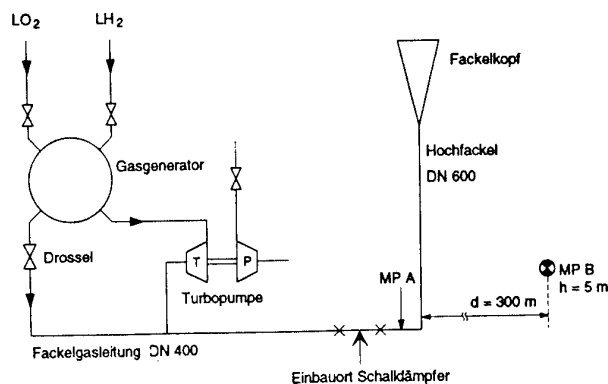 LO2 LH2
Fackelkopf
Gasgenerator
Hochfackel
DN 600
Drossel
T P
MP A
MP B
h = 5 m
Turbopumpe
d = 300 m
Fackelgasleitung DN 400
Einbauort Schalldämpfer